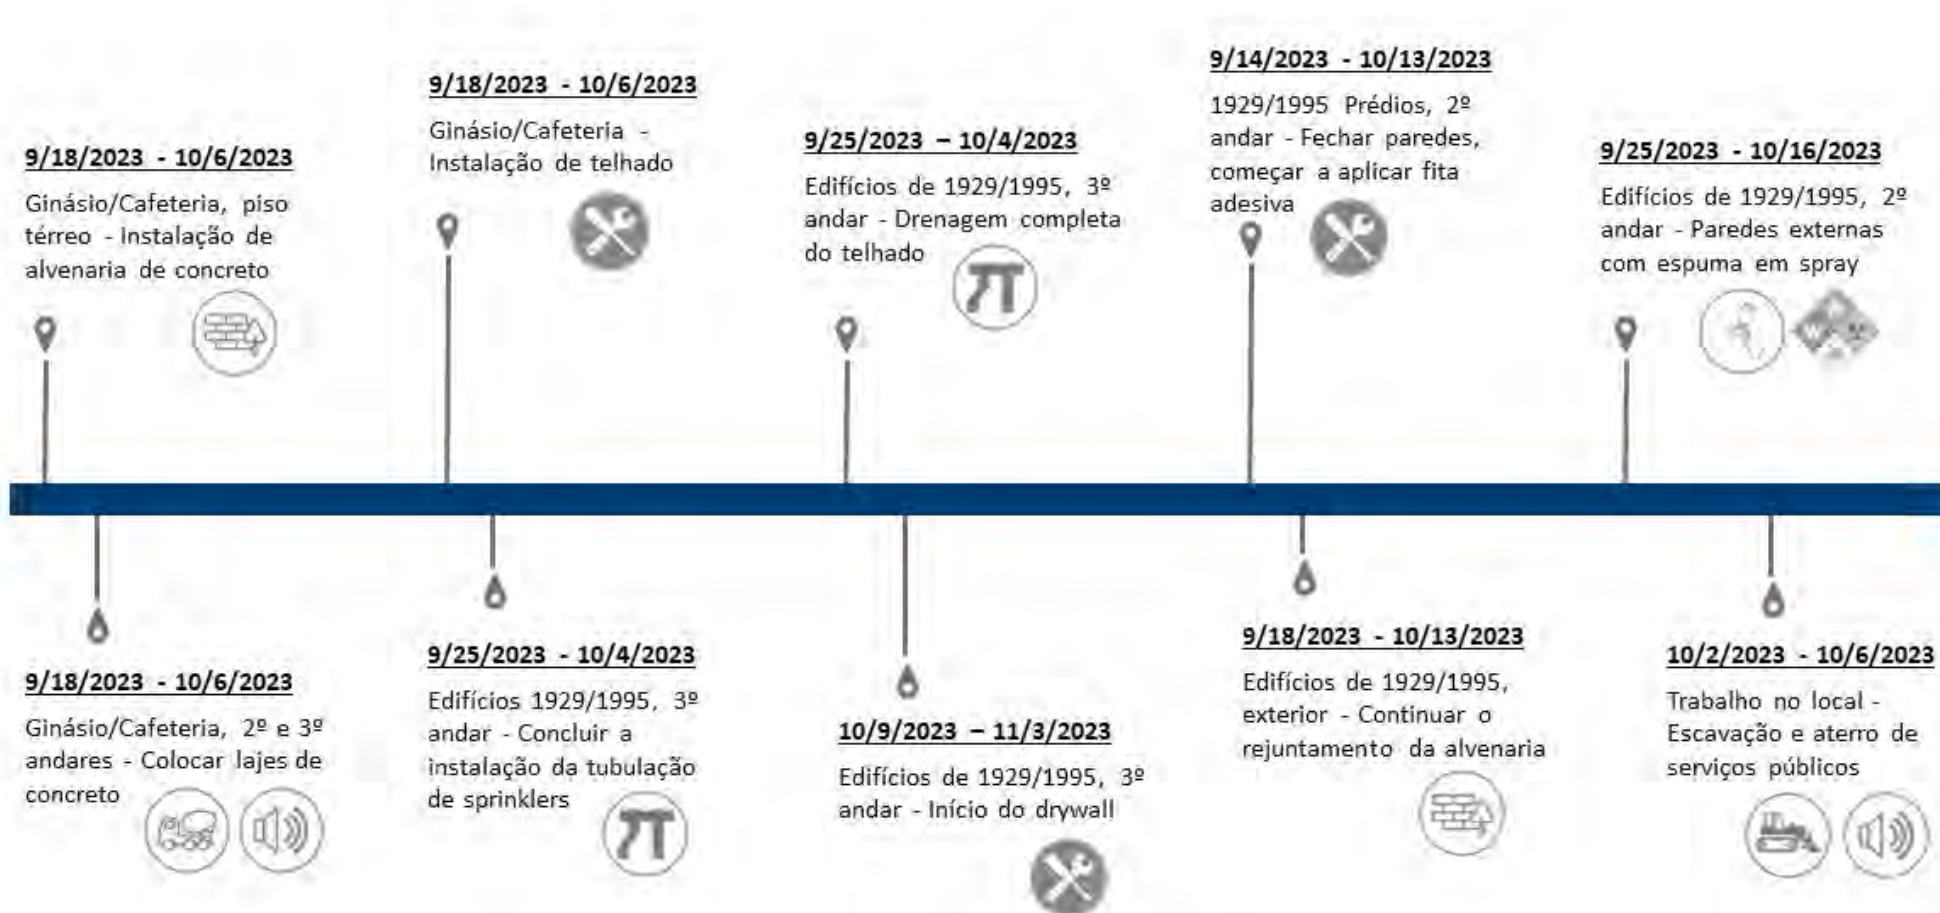 9/18/2023 - 10/6/2023
Ginásio/Cafeteria, piso
térreo - Instalação de
alvenaria de concreto
9/18/2023 - 10/6/2023
Ginásio/Cafeteria -
Instalação de telhado
9/25/2023 – 10/4/2023
Edifícios de 1929/1995, 3º
andar - Drenagem completa
do telhado
9/14/2023 - 10/13/2023
1929/1995 Prédios, 2º
andar - Fechar paredes,
começar a aplicar fita
adesiva
9/25/2023 - 10/16/2023
Edifícios de 1929/1995, 2º
andar - Paredes externas
com espuma em spray
9/18/2023 - 10/6/2023
Ginásio/Cafeteria, 2º e 3º
andares - Colocar lajes de
concreto
9/25/2023 - 10/4/2023
Edifícios 1929/1995, 3º
andar - Concluir a
instalação da tubulação
de sprinklers
10/9/2023 – 11/3/2023
Edifícios de 1929/1995, 3º
andar - Início do drywall
9/18/2023 - 10/13/2023
Edifícios de 1929/1995,
exterior - Continuar o
rejuntamento da alvenaria
10/2/2023 - 10/6/2023
Trabalho no local -
Escavação e aterro de
serviços públicos